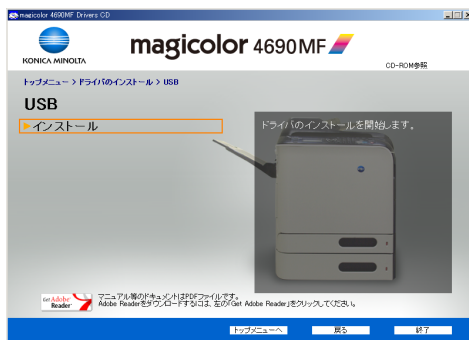 magicolor 4690MF Drivers CD
KONICA MINOLTA
magicolor 4690MF
CD-ROM参照
トップメニュー > ドライバのインストール > USB
USB
インストール
ドライバのインストールを開始します。
Get Adobe Reader
マニュアル等のドキュメントはPDFファイルです。
Adobe Readerをダウンロードするには、左の「Get Adobe Reader」をクリックしてください。
トップメニューへ
戻る
終了